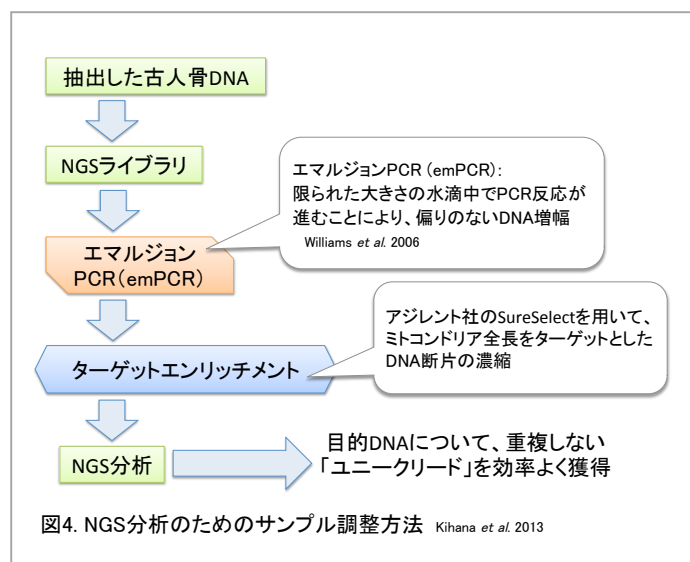 抽出した古人骨DNA
NGSライブラリ
エマルジョンPCR（emPCR）：
限られた大きさの水滴中でPCR反応が
進むことにより、偏りのないDNA増幅
Williams et al. 2006
エマルジョン
PCR（emPCR）
アジレント社のSureSelectを用いて、
ミトコンドリア全長をターゲットとした
DNA断片の濃縮
ターゲットエンリッチメント
NGS分析
目的DNAについて、重複しない
「ユニークリード」を効率よく獲得
図4. NGS分析のためのサンプル調整方法 Kihana et al. 2013